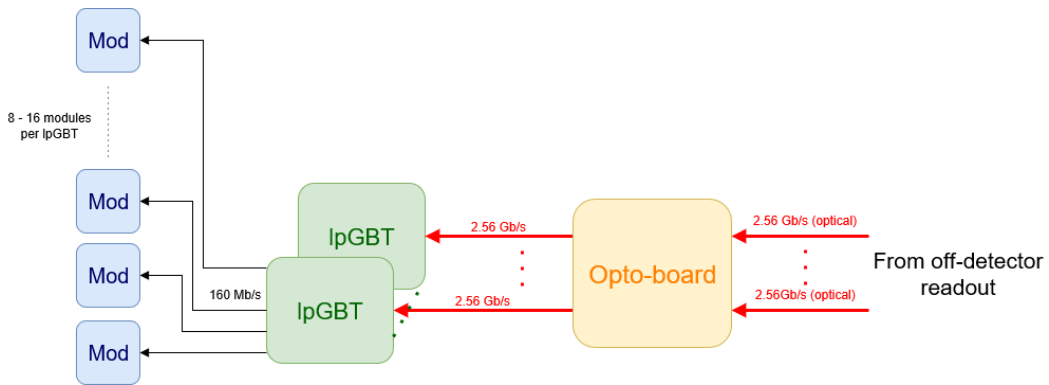 Mod
8 - 16 modules
per lpGBT
Mod
Mod
Mod
160 Mb/s
lpGBT
lpGBT
2.56 Gb/s
2.56 Gb/s
Opto-board
2.56 Gb/s (optical)
2.56Gb/s (optical)
From off-detector
readout